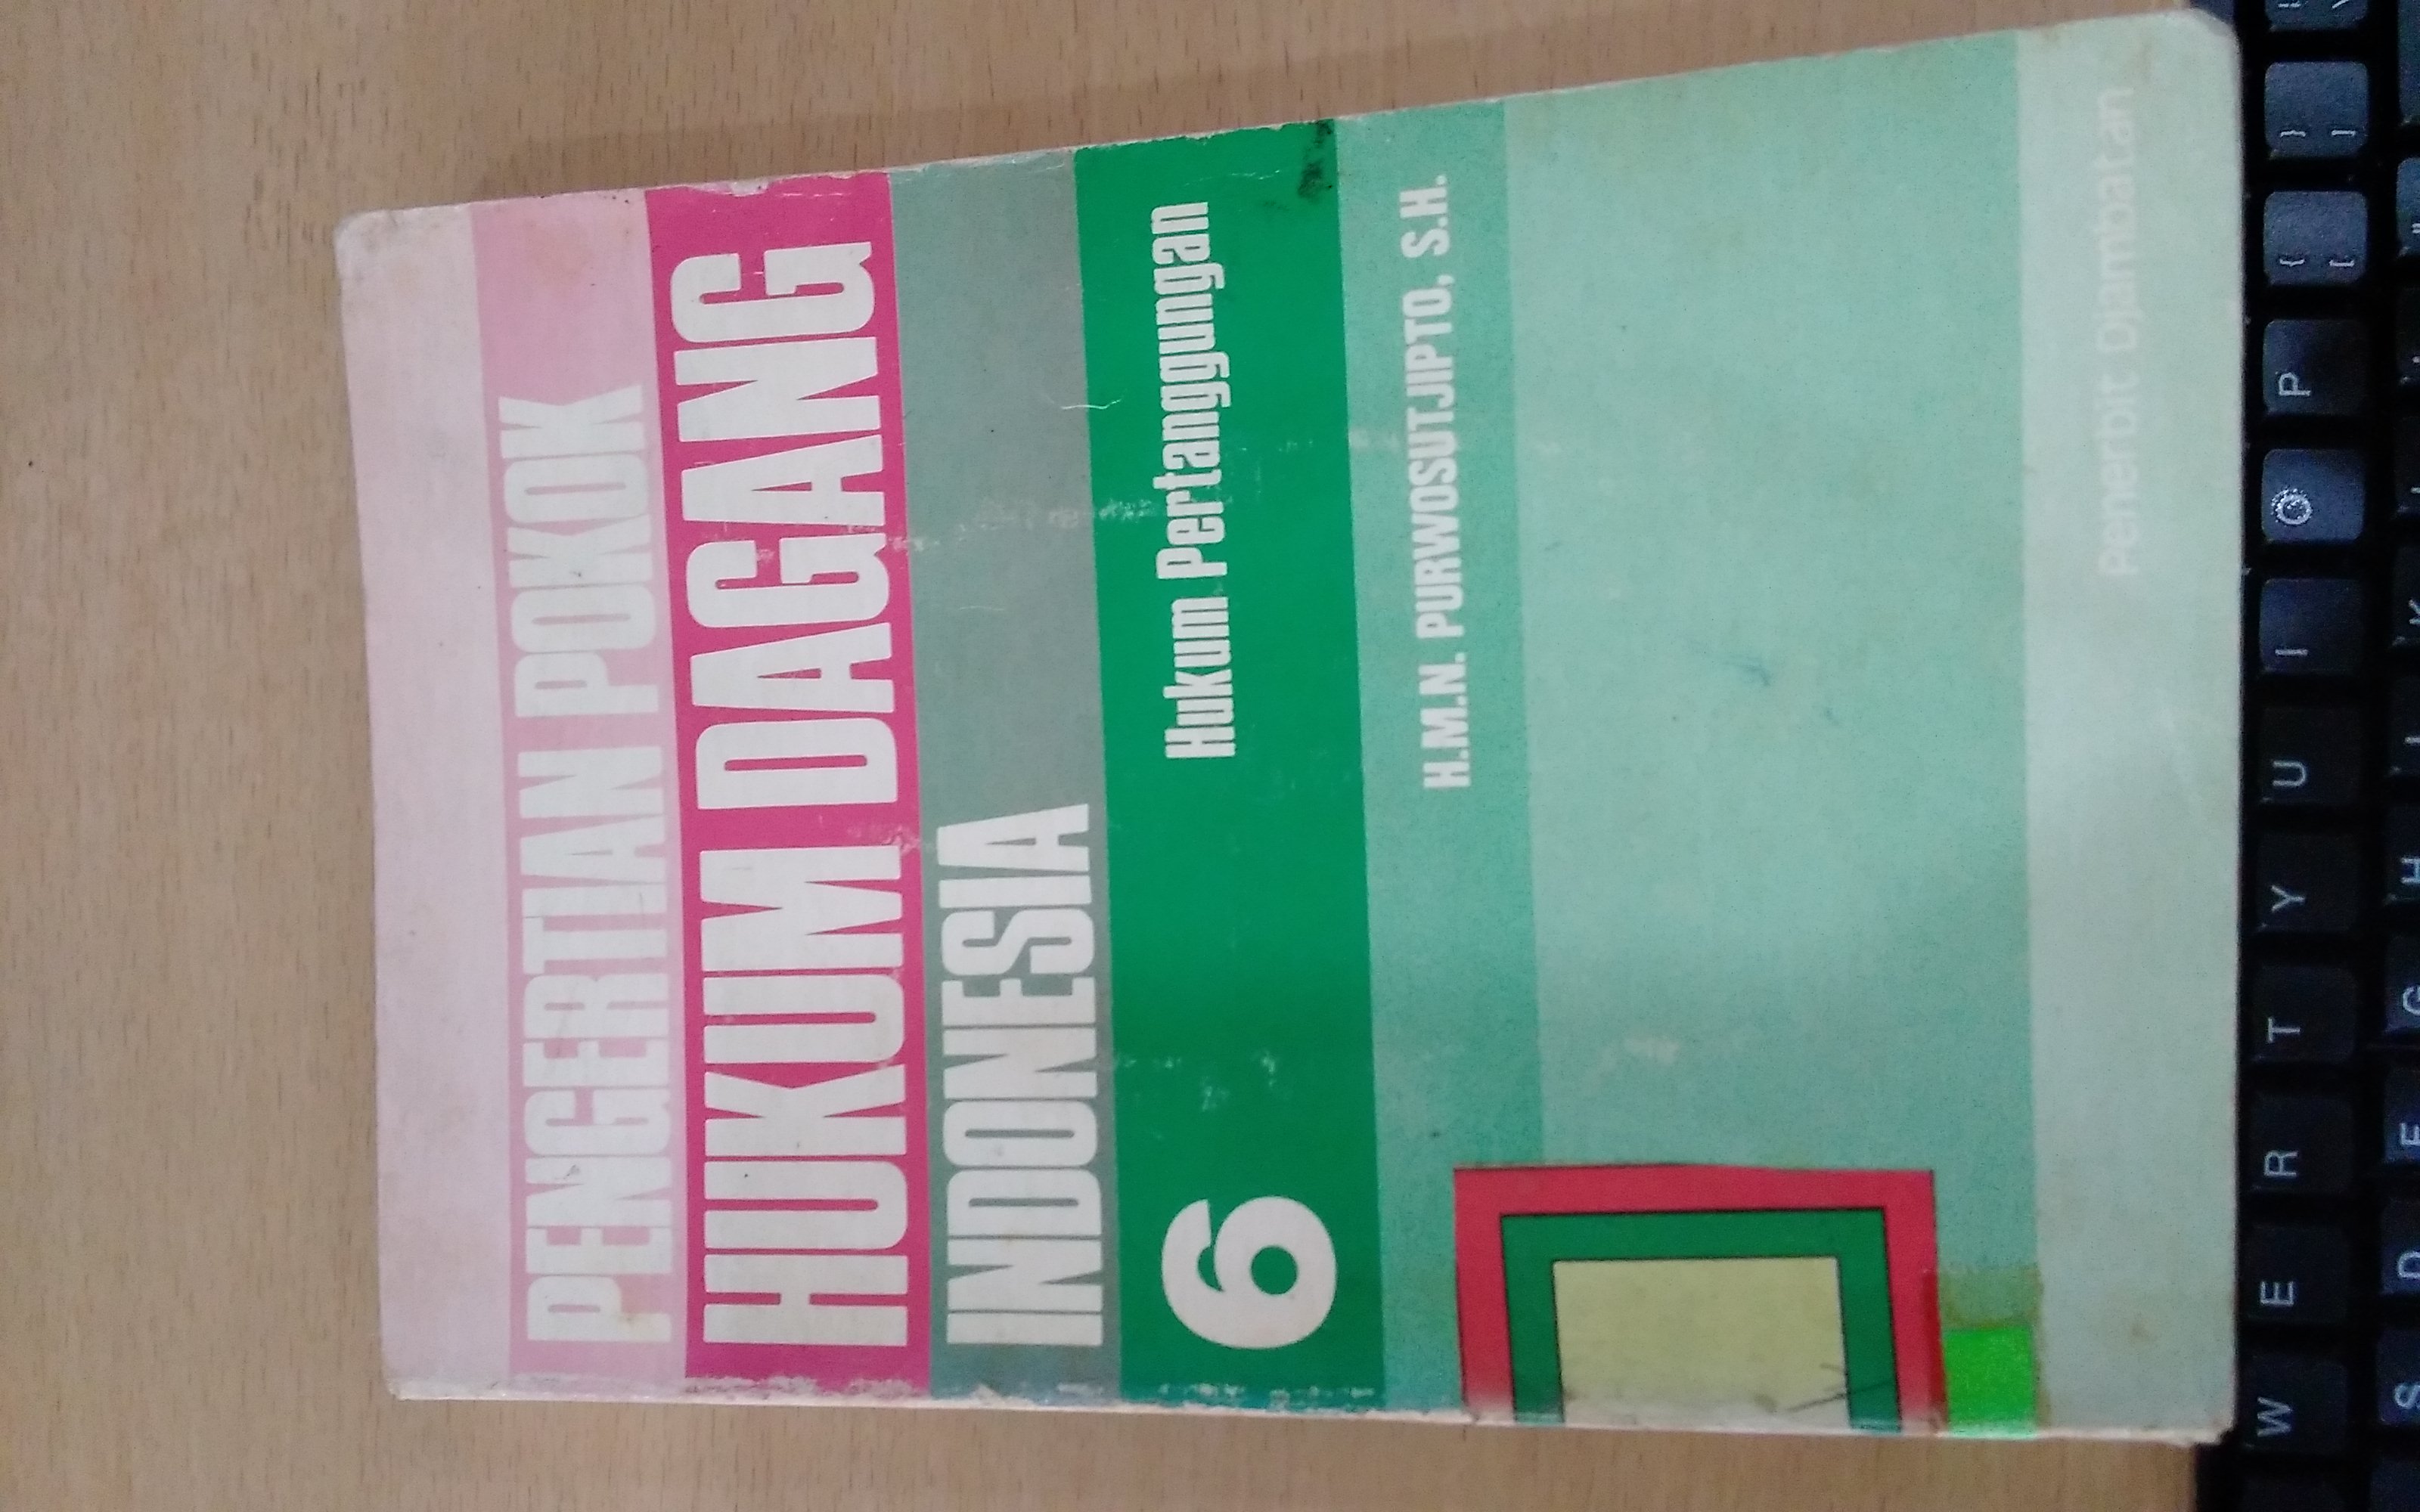 PENGERTIAN POKOK
HUKUM DAGANG
INDONESIA
6 Hukum Pertanggungan
H.M.N. PURWOSUTJIPTO, S.H.
Penerbit Djambatan
W E R T Y U I O P { [ } ]
S D F G H J K